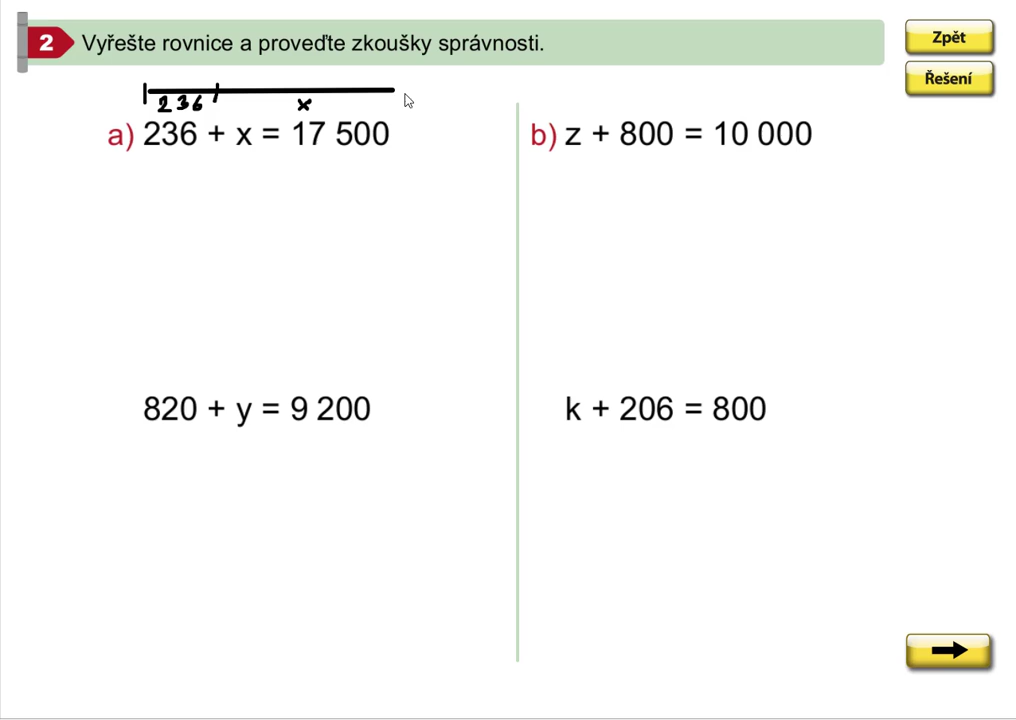 2 Vyřešte rovnice a proveďte zkoušky správnosti.
Zpět
Řešení
236 x
a) 236 + x = 17 500
b) z + 800 = 10 000
820 + y = 9 200
k + 206 = 800